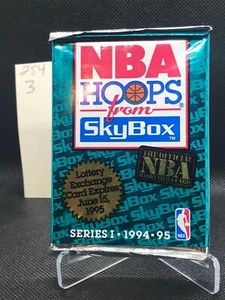 254
3
NBA
HOOPS
from
SkyBox
THE OFFICIAL
NBA
Lottery
Exchange
Card Expires
June 15,
1995
SERIES I • 1994-95
NBA